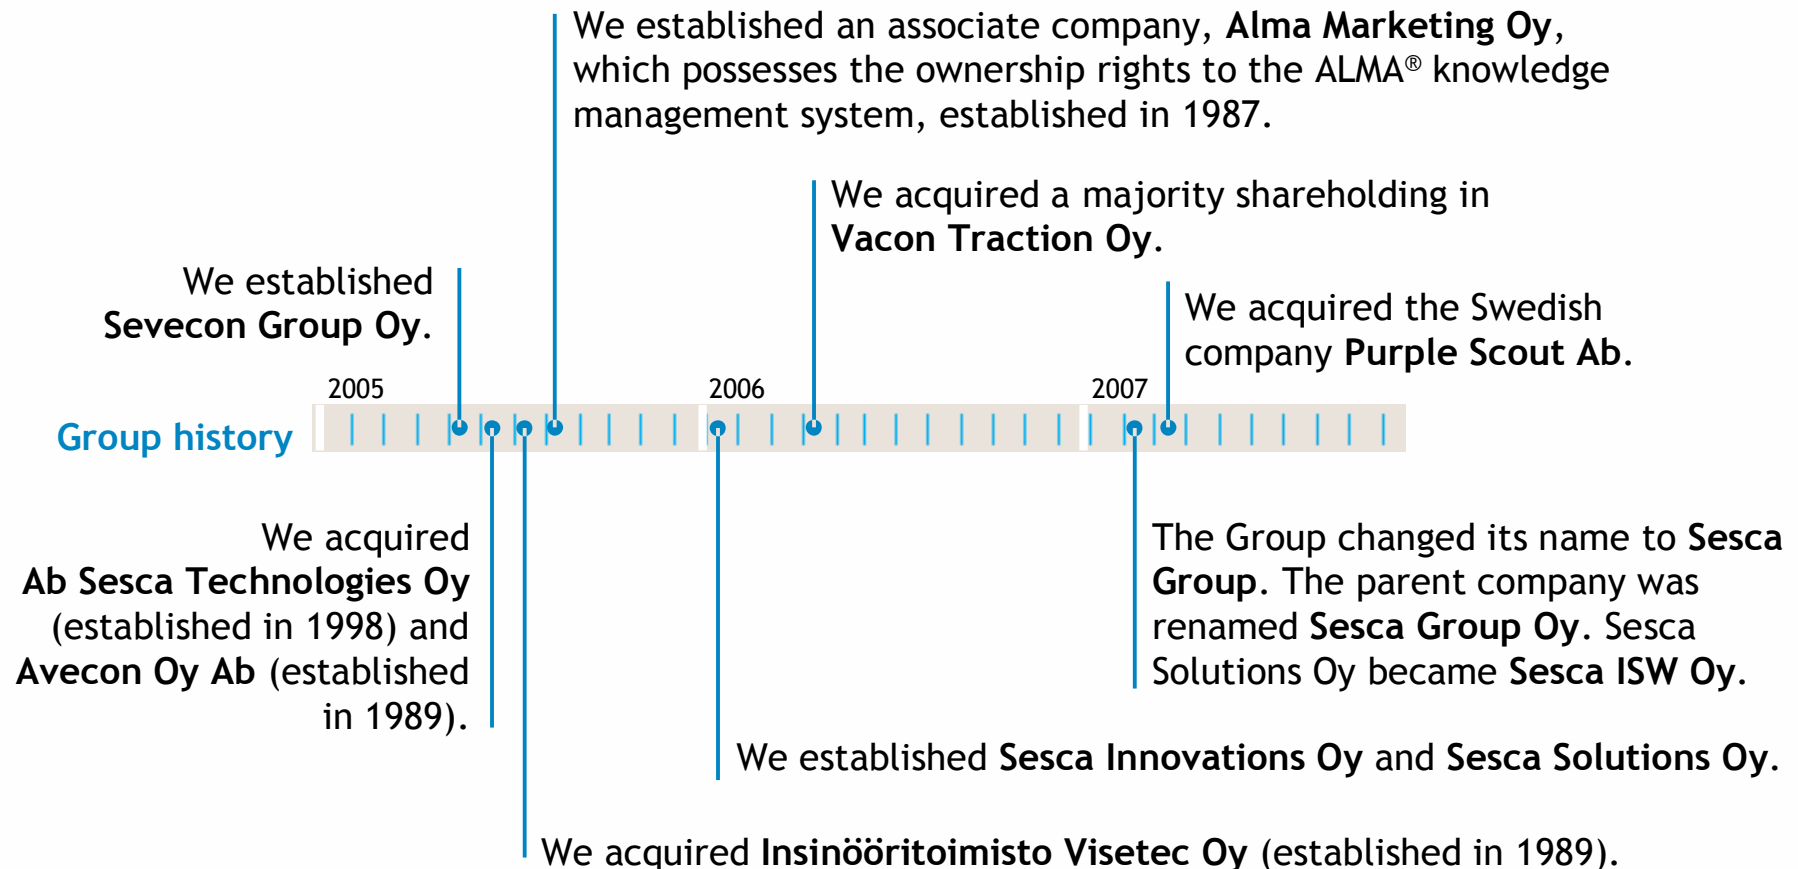 We established an associate company, Alma Marketing Oy,
which possesses the ownership rights to the ALMA® knowledge
management system, established in 1987.
We acquired a majority shareholding in
Vacon Traction Oy.
We established
Sevecon Group Oy.
We acquired the Swedish
company Purple Scout Ab.
2005
2006
2007
Group history
We acquired
Ab Sesca Technologies Oy
(established in 1998) and
Avecon Oy Ab (established
in 1989).
The Group changed its name to Sesca
Group. The parent company was
renamed Sesca Group Oy. Sesca
Solutions Oy became Sesca ISW Oy.
We established Sesca Innovations Oy and Sesca Solutions Oy.
We acquired Insinööritoimisto Visetec Oy (established in 1989).